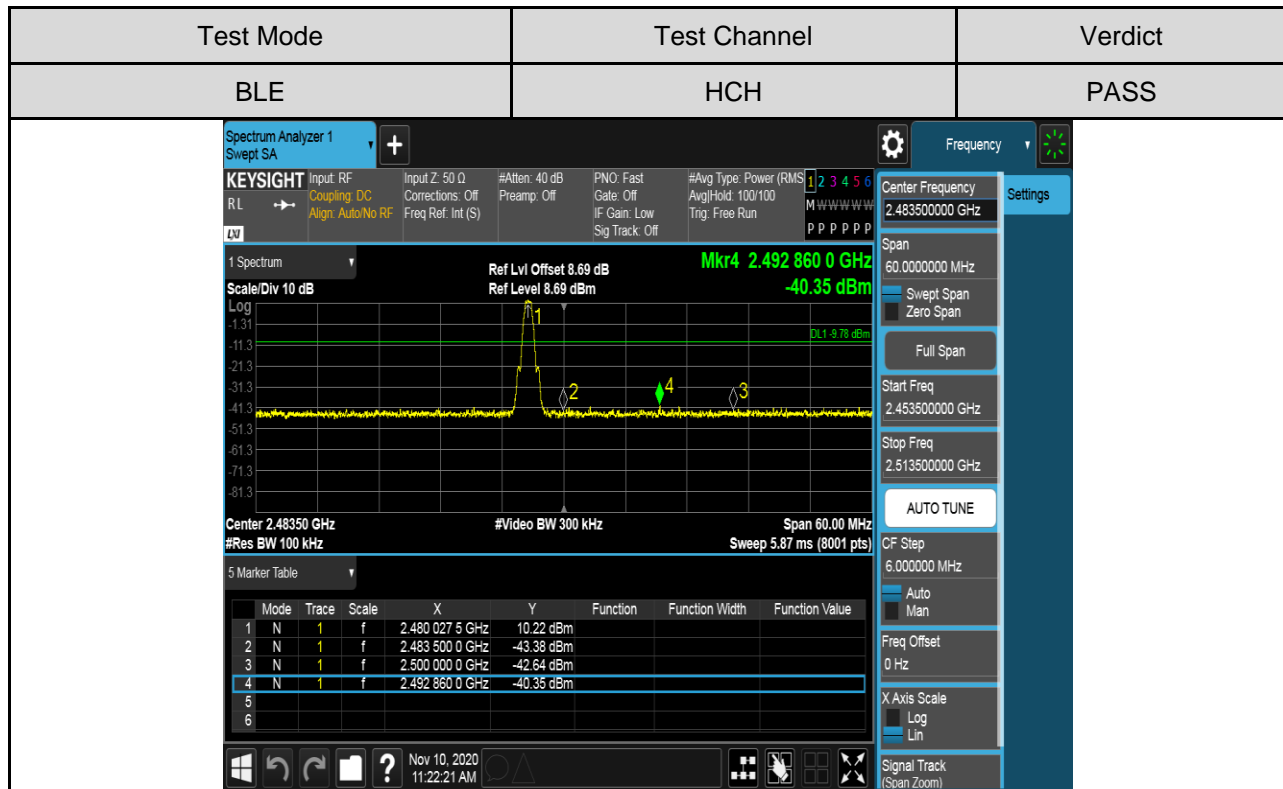 Test Mode Test Channel Verdict
BLE HCH PASS
Spectrum Analyzer 1
Swept SA
Frequency
KEYSIGHT Input: RF Input Z: 50 Ω #Atten: 40 dB PNO: Fast #Avg Type: Power (RMS 1 2 3 4 5 6
RL Coupling: DC Corrections: Off Preamp: Off Gate: Off Avg|Hold: 100/100 M W W W W W
Align: Auto/No RF Freq Ref: Int (S) IF Gain: Low Trig: Free Run
LXI Sig Track: Off P P P P P P
1 Spectrum
Ref Lvl Offset 8.69 dB Mkr4 2.492 860 0 GHz
Scale/Div 10 dB Ref Level 8.69 dBm -40.35 dBm
Log
1
-1.31
DL1 -9.78 dBm
-11.3
-21.3
-31.3
2 4 3
-41.3
-51.3
-61.3
-71.3
-81.3
Center 2.48350 GHz #Video BW 300 kHz Span 60.00 MHz
#Res BW 100 kHz Sweep 5.87 ms (8001 pts)
5 Marker Table
Mode Trace Scale X Y Function Function Width Function Value
1 N 1 f 2.480 027 5 GHz 10.22 dBm
2 N 1 f 2.483 500 0 GHz -43.38 dBm
3 N 1 f 2.500 000 0 GHz -42.64 dBm
4 N 1 f 2.492 860 0 GHz -40.35 dBm
5
6
? Nov 10, 2020
11:22:21 AM
Center Frequency
2.483500000 GHz
Settings
Span
60.0000000 MHz
Swept Span
Zero Span
Full Span
Start Freq
2.453500000 GHz
Stop Freq
2.513500000 GHz
AUTO TUNE
CF Step
6.000000 MHz
Auto
Man
Freq Offset
0 Hz
X Axis Scale
Log
Lin
Signal Track
(Span Zoom)